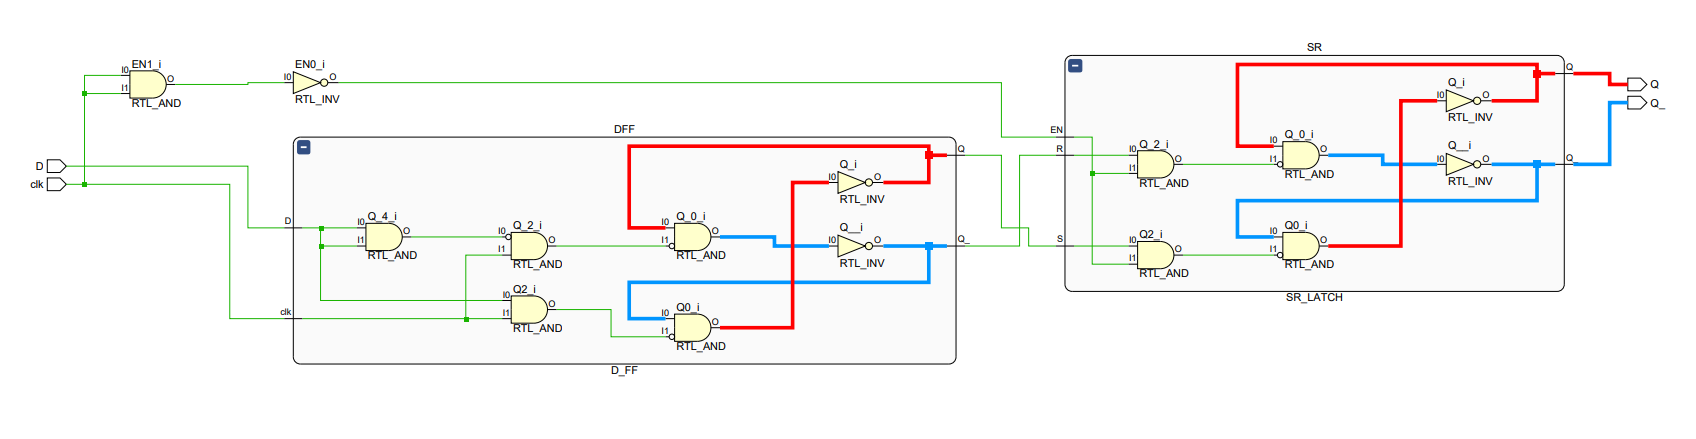 SR
EN1_i
I0
I1
O
RTL_AND
EN0_i
I0
O
RTL_INV
Q_i
I0
O
RTL_INV
Q
Q
Q_
EN
R
S
Q_2_i
I0
I1
O
RTL_AND
Q_0_i
I0
I1
O
RTL_AND
Q__i
I0
O
RTL_INV
Q_
Q2_i
I0
I1
O
RTL_AND
Q0_i
I0
I1
O
RTL_AND
SR_LATCH
DFF
D
clk
Q_i
I0
O
RTL_INV
Q
D
Q_4_i
I0
I1
O
RTL_AND
Q_2_i
I0
I1
O
RTL_AND
Q_0_i
I0
I1
O
RTL_AND
Q__i
I0
O
RTL_INV
Q_
clk
Q2_i
I0
I1
O
RTL_AND
Q0_i
I0
I1
O
RTL_AND
D_FF